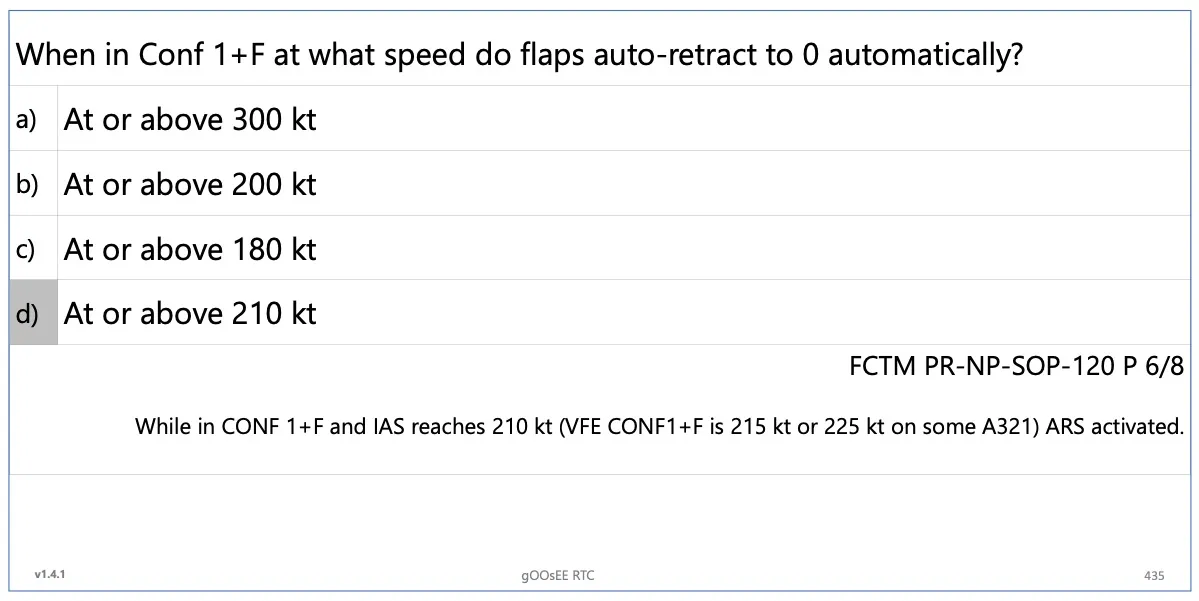 When in Conf 1+F at what speed do flaps auto-retract to 0 automatically?
a) At or above 300 kt
b) At or above 200 kt
c) At or above 180 kt
d) At or above 210 kt
FCTM PR-NP-SOP-120 P 6/8
While in CONF 1+F and IAS reaches 210 kt (VFE CONF1+F is 215 kt or 225 kt on some A321) ARS activated.
v1.4.1 gOOsEE RTC 435